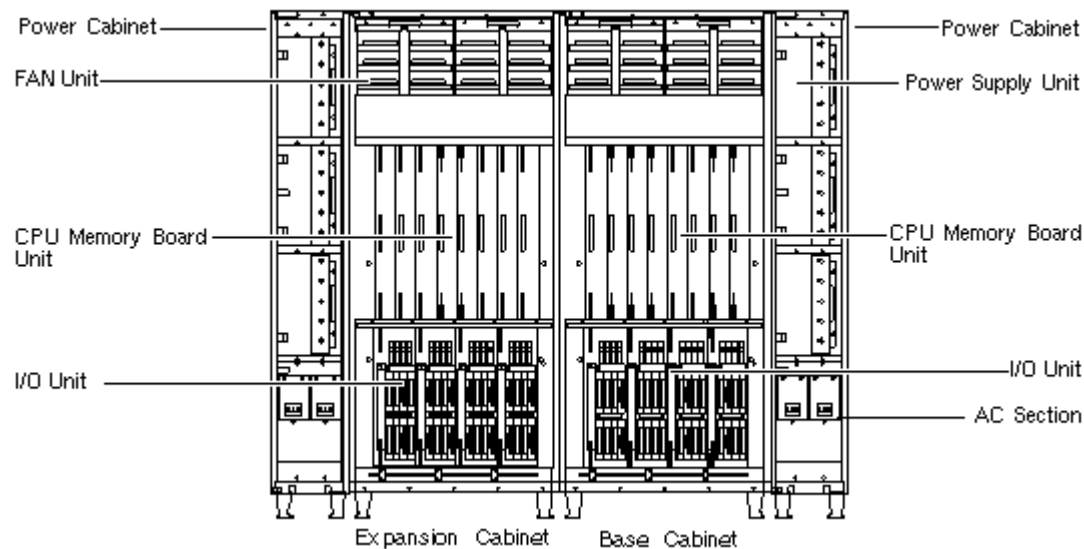 Power Cabinet
Power Cabinet
FAN Unit
Power Supply Unit
CPU Memory Board
Unit
CPU Memory Board
Unit
I/O Unit
I/O Unit
AC Section
Expansion Cabinet
Base Cabinet